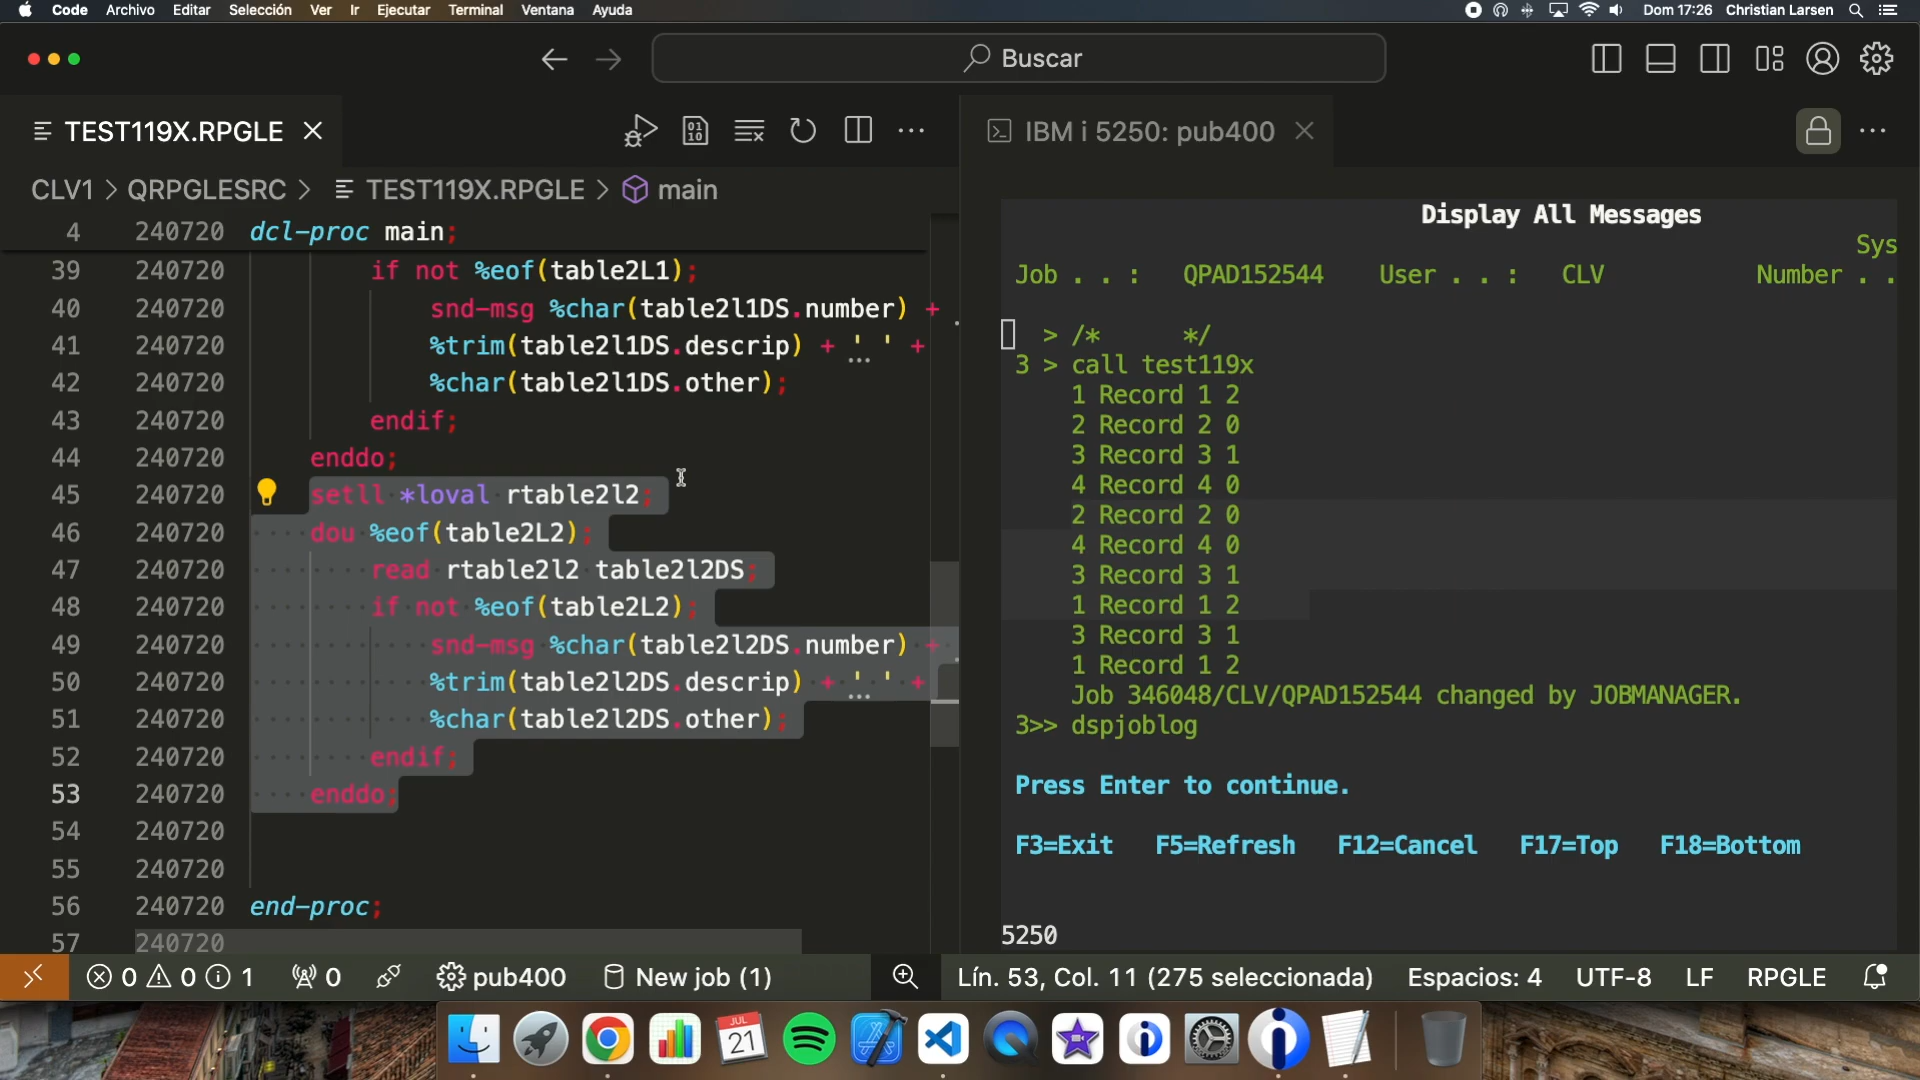 Code Archivo Editar Selección Ver Ir Ejecutar Terminal Ventana Ayuda Dom 17:26 Christian Larsen
Buscar
TEST119X.RPGLE
CLV1 > QRPGLESRC > TEST119X.RPGLE > main
4 240720 dcl-proc main;
39 240720 if not %eof(table2L1);
40 240720 snd-msg %char(table2l1DS.number) +
41 240720 %trim(table2l1DS.descrip) + ' ' +
42 240720 %char(table2l1DS.other);
43 240720 endif;
44 240720 enddo;
45 240720 setll *loval rtable2l2;
46 240720 dou %eof(table2L2);
47 240720 read rtable2l2 table2l2DS;
48 240720 if not %eof(table2L2);
49 240720 snd-msg %char(table2l2DS.number) +
50 240720 %trim(table2l2DS.descrip) + ' ' +
51 240720 %char(table2l2DS.other);
52 240720 endif;
53 240720 enddo;
54 240720
55 240720
56 240720 end-proc;
57 240720
IBM i 5250: pub400
Display All Messages
Sys
Job . . : QPAD152544 User . . : CLV Number . .
> /* */
3 > call test119x
1 Record 1 2
2 Record 2 0
3 Record 3 1
4 Record 4 0
2 Record 2 0
4 Record 4 0
3 Record 3 1
1 Record 1 2
3 Record 3 1
1 Record 1 2
Job 346048/CLV/QPAD152544 changed by JOBMANAGER.
3>> dspjoblog
Press Enter to continue.
F3=Exit F5=Refresh F12=Cancel F17=Top F18=Bottom
5250
0 0 1 0 pub400 New job (1) Lín. 53, Col. 11 (275 seleccionada) Espacios: 4 UTF-8 LF RPGLE
JUL
21